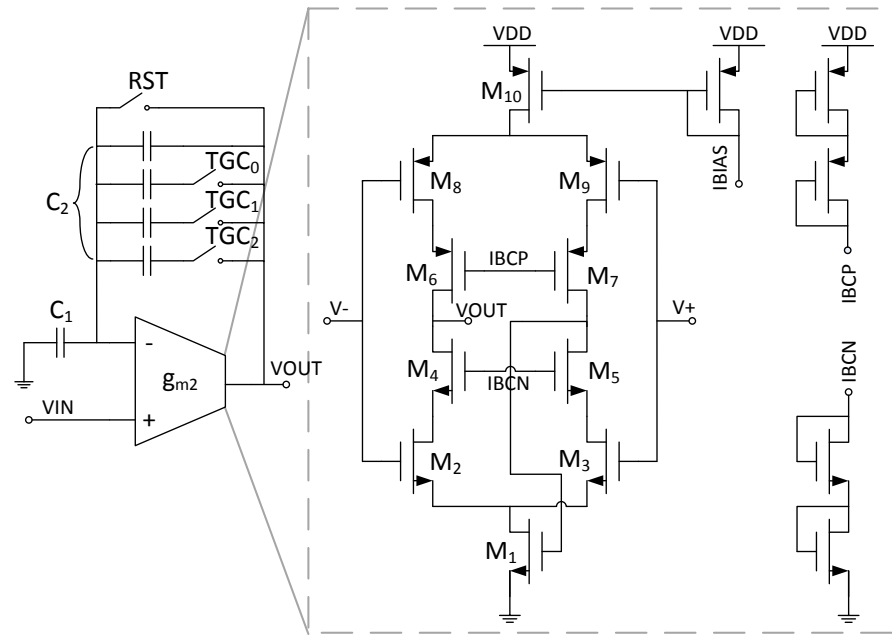 VDD
VDD
VDD
RST
M10
TGC0
M8
M9
IBIAS
C2
TGC1
TGC2
IBCP
M6
M7
IBCP
C1
V-
VOUT
V+
-
gm2
VOUT
M4
IBCN
M5
IBCN
VIN
+
M2
M3
M1